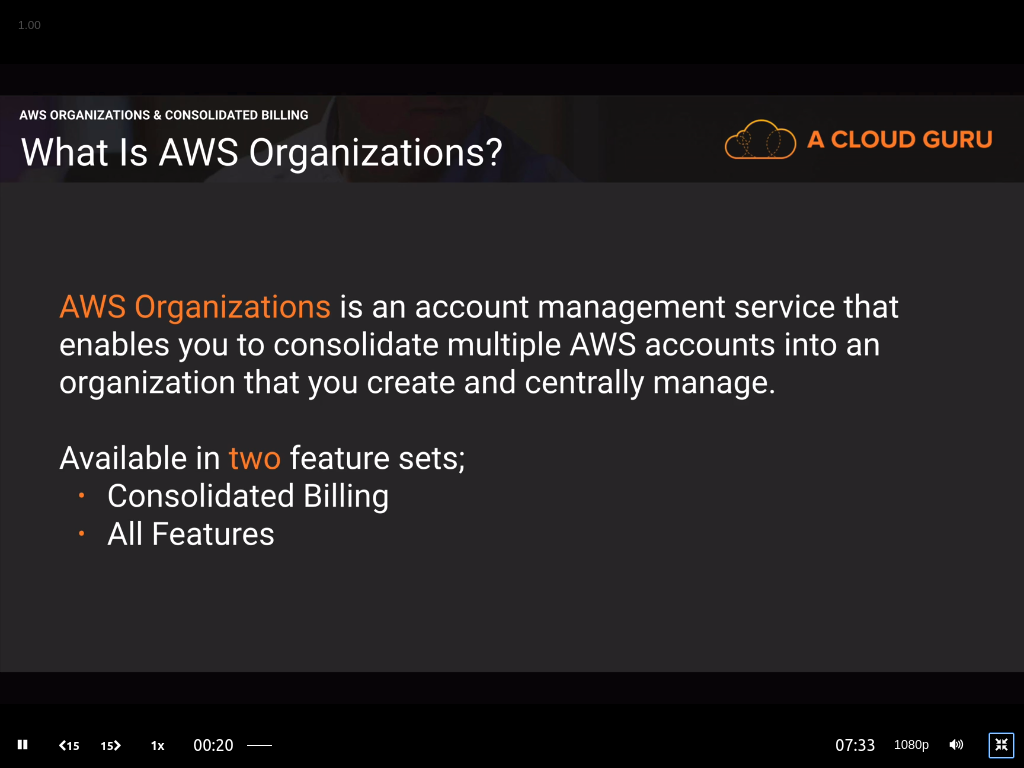 1.00
AWS ORGANIZATIONS & CONSOLIDATED BILLING
What Is AWS Organizations?
A CLOUD GURU
AWS Organizations is an account management service that
enables you to consolidate multiple AWS accounts into an
organization that you create and centrally manage.
Available in two feature sets;
• Consolidated Billing
• All Features
15 15 1x 00:20 07:33 1080p